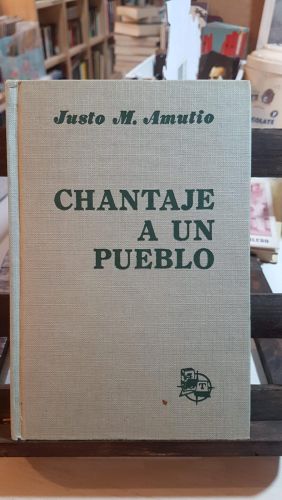 Justo M. Amutio
CHANTAJE
A UN
PUEBLO
T